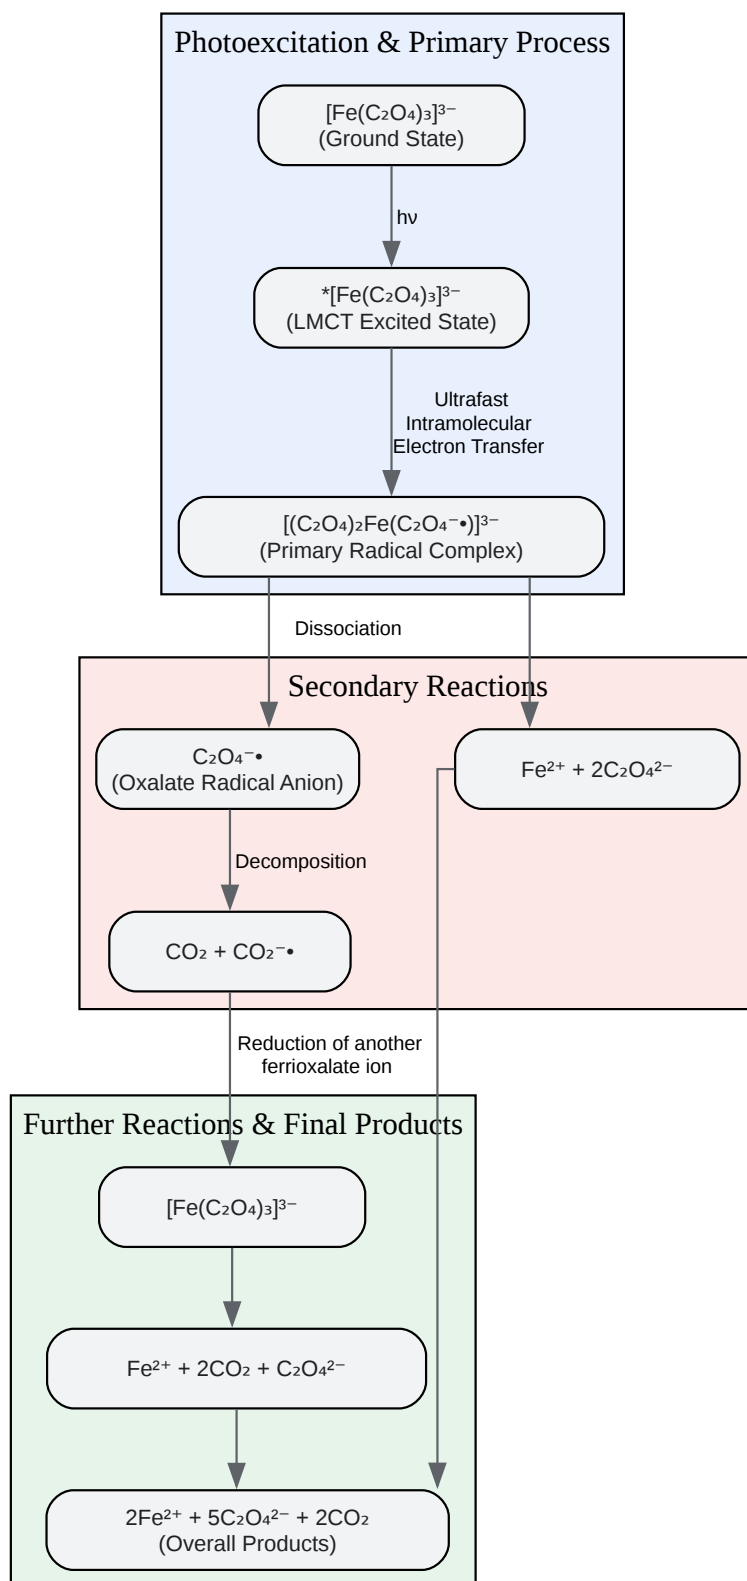 Photoexcitation & Primary Process
[Fe(C₂O₄)₃]³⁻
(Ground State)
hν
*[Fe(C₂O₄)₃]³⁻
(LMCT Excited State)
Ultrafast
Intramolecular
Electron Transfer
[(C₂O₄)₂Fe(C₂O₄⁻•)]³⁻
(Primary Radical Complex)
Dissociation
Secondary Reactions
C₂O₄⁻•
(Oxalate Radical Anion)
Fe²⁺ + 2C₂O₄²⁻
Decomposition
CO₂ + CO₂⁻•
Reduction of another
ferrioxalate ion
Further Reactions & Final Products
[Fe(C₂O₄)₃]³⁻
Fe²⁺ + 2CO₂ + C₂O₄²⁻
2Fe²⁺ + 5C₂O₄²⁻ + 2CO₂
(Overall Products)